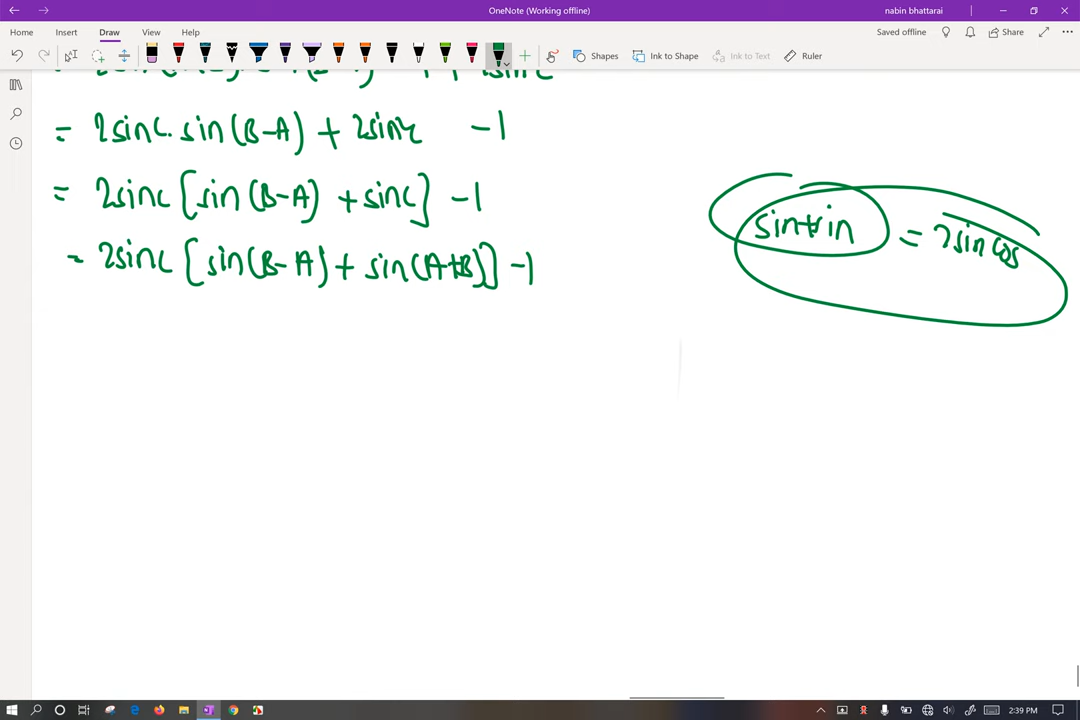 OneNote (Working offline)
nabin bhattarai
Home Insert Draw View Help
Saved offline
Share
Shapes
Ink to Shape
Ink to Text
Ruler
= 2sinC. sin(B-A) + 2sin²C -1
= 2sinC [sin(B-A) + sinC] -1
= 2sinC [sin(B-A) + sin(A+B)] -1
sin+sin = 2sin cos
2:39 PM